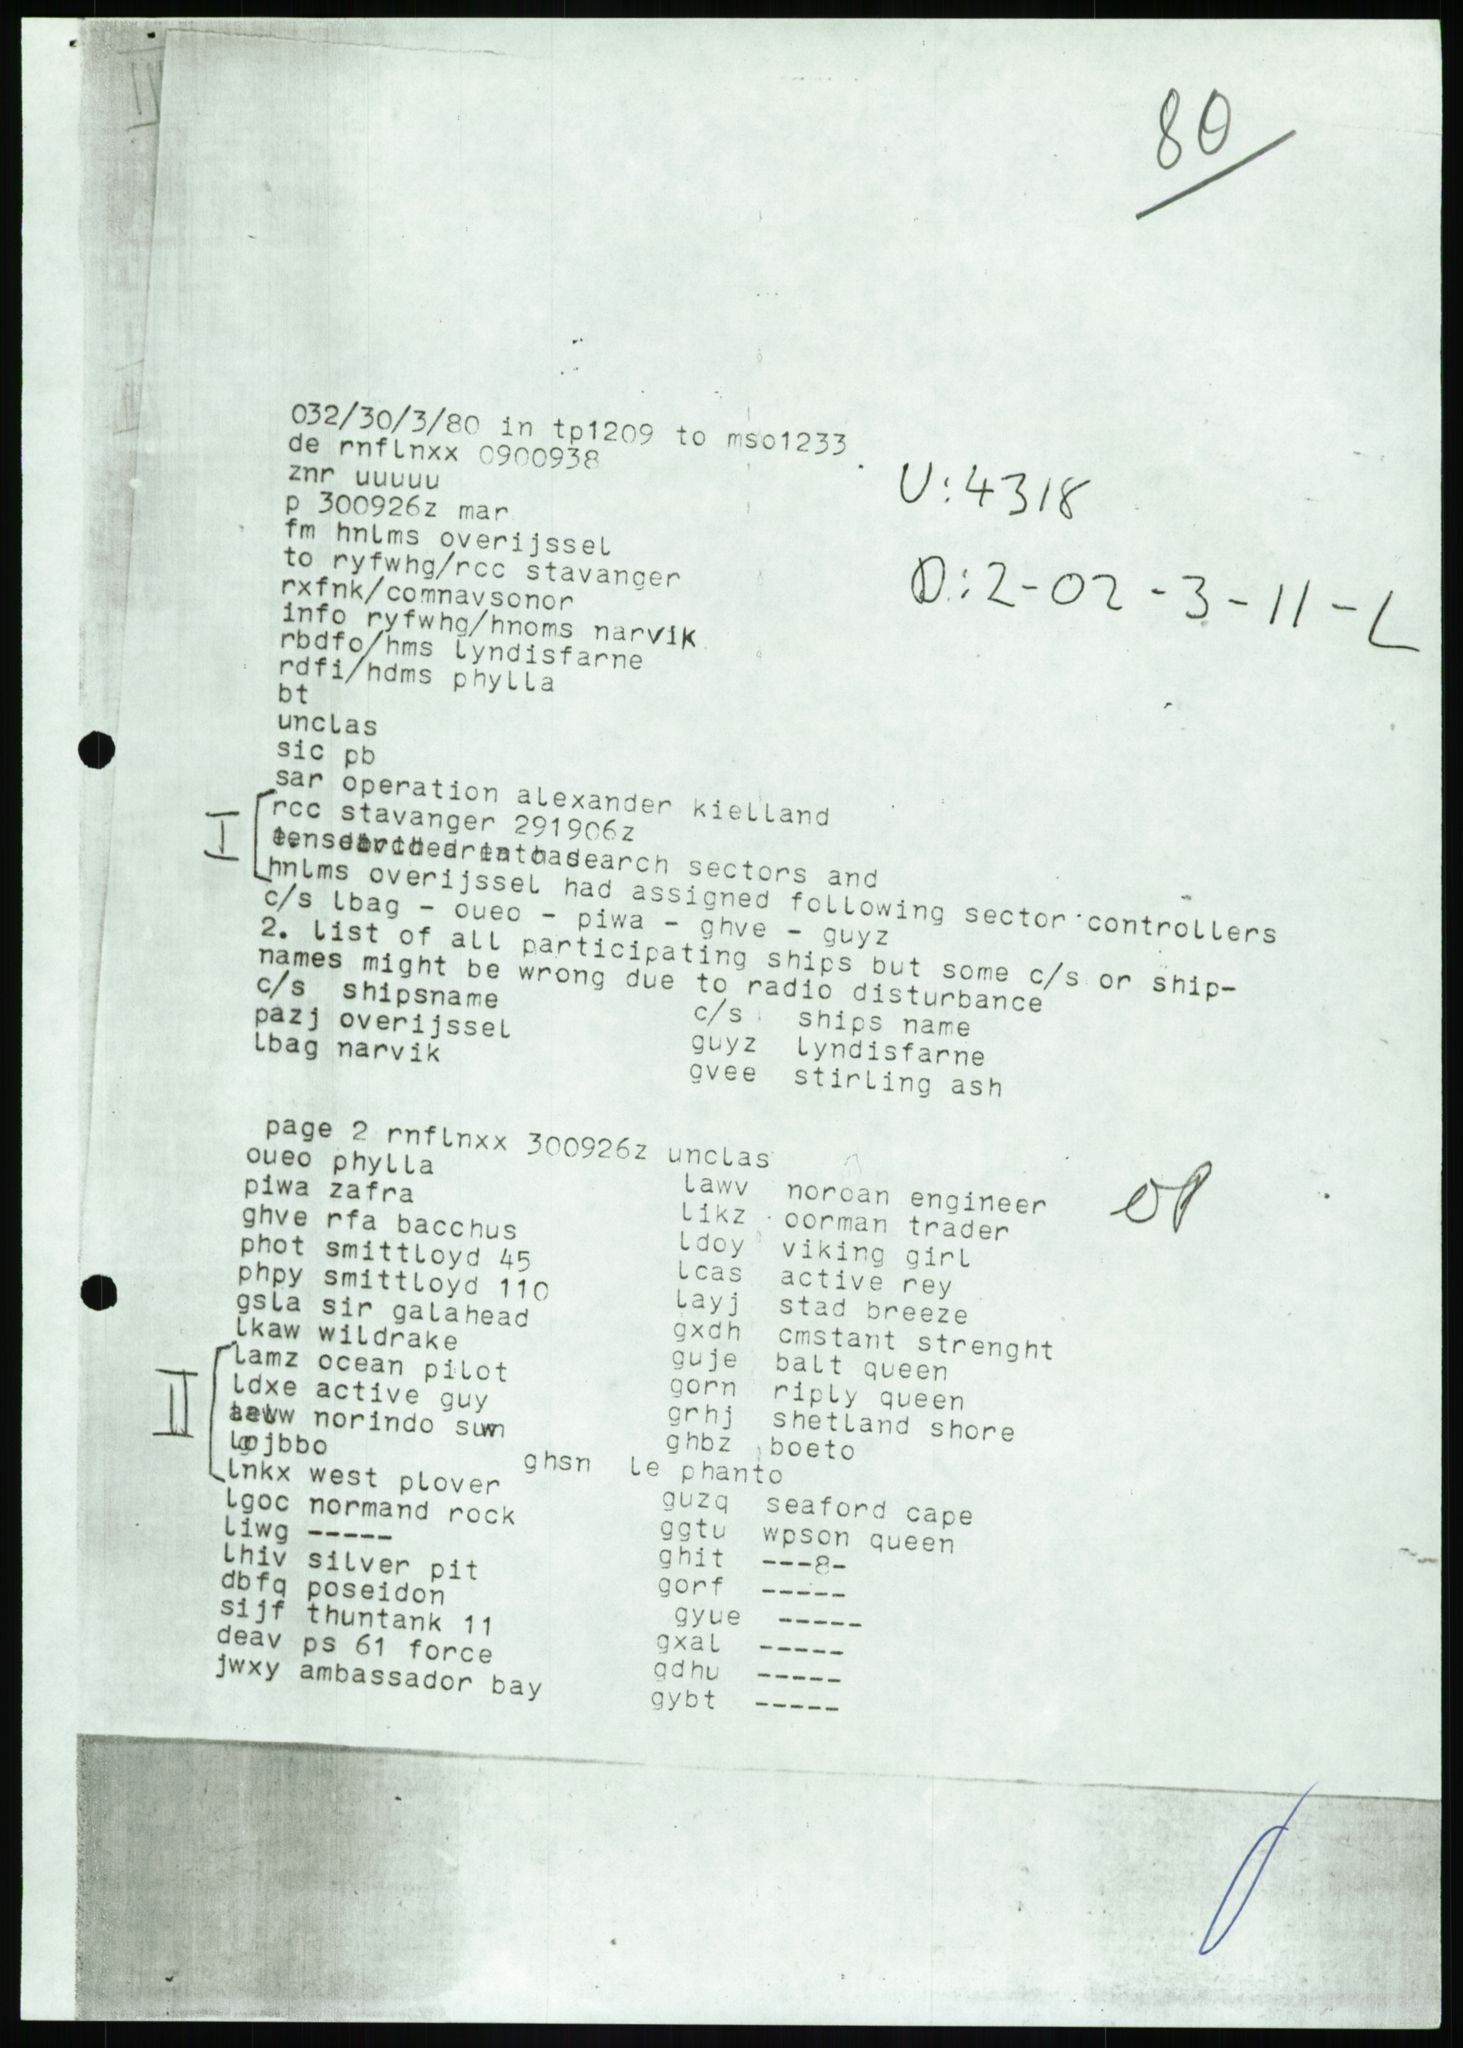 80
032/30/3/80 in tp1209 to mso1233
de rnflnxx 0900938
znr uuuuu
p 300926z mar
fm hnlms overijssel
to ryfwhg/rcc stavanger
rxfnk/comnavsonor
info ryfwhg/hnoms narvik
rbdfo/hms lyndisfarne
rdfi/hdms phylla
bt
unclas
sic pb
U:4318
D:2-02-3-11-L
sar operation alexander kielland
I
rcc stavanger 291906z
search sectors and
hnlms overijssel had assigned following sector controllers
c/s lbag - oueo - piwa - ghve - guyz
2. list of all participating ships but some c/s or ship-
names might be wrong due to radio disturbance
c/s shipsname c/s ships name
pazj overijssel guyz lyndisfarne
lbag narvik gvee stirling ash
page 2 rnflnxx 300926z unclas
oueo phylla lawv noroan engineer
piwa zafra likz oorman trader
ghve rfa bacchus ldoy viking girl
phot smittloyd 45 lcas active rey
phpy smittloyd 110 layj stad breeze
gsla sir galahead gxdh cmstant strenght
lkaw wildrake guje balt queen
II
lamz ocean pilot gorn riply queen
ldxe active guy grhj shetland shore
norindo sun ghbz boeto
ghsn le phanto
lnkx west plover guzq seaford cape
lgoc normand rock ggtu wpson queen
liwg ----- ghit ---8-
lhiv silver pit gorf -----
dbfq poseidon gyue -----
sijf thuntank 11 gxal -----
deav ps 61 force gdhu -----
jwxy ambassador bay gybt -----